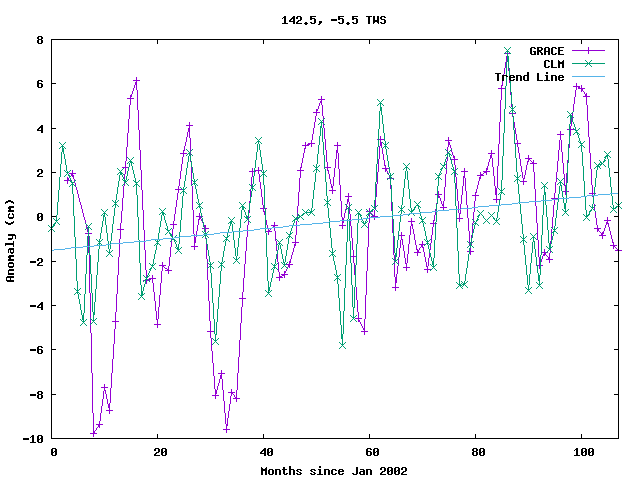 142.5, -5.5 TWS
GRACE
CLM
Trend Line
8
6
4
2
0
-2
-4
-6
-8
-10
Anomaly (cm)
0 20 40 60 80 100
Months since Jan 2002